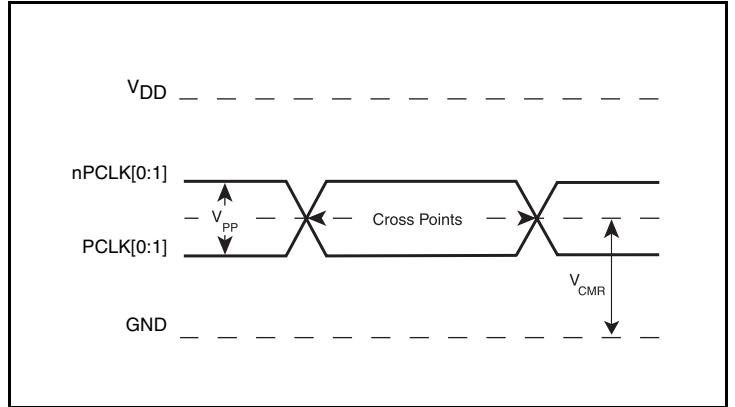 VDD
nPCLK[0:1]
VPP
Cross Points
PCLK[0:1]
VCMR
GND